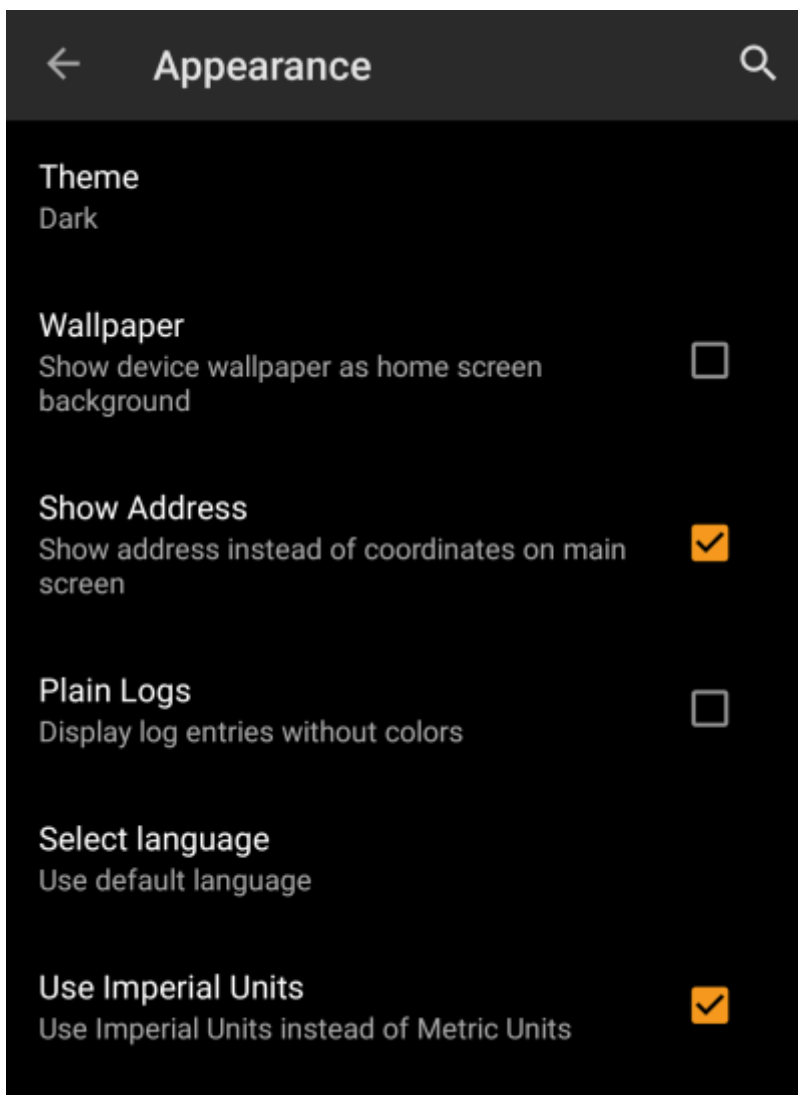 Appearance
Theme
Dark
Wallpaper
Show device wallpaper as home screen
background
Show Address
Show address instead of coordinates on main
screen
Plain Logs
Display log entries without colors
Select language
Use default language
Use Imperial Units
Use Imperial Units instead of Metric Units